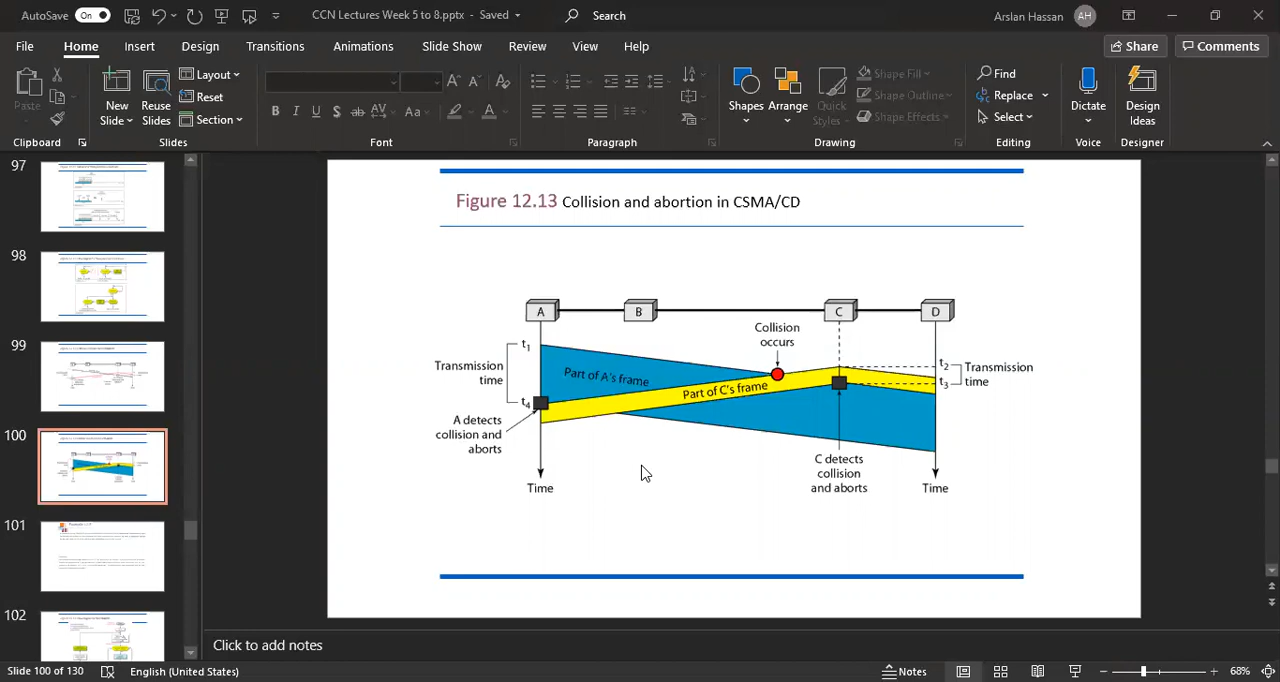 AutoSave On CCN Lectures Week 5 to 8.pptx - Saved Search Arslan Hassan AH
File Home Insert Design Transitions Animations Slide Show Review View Help Share Comments
Paste
Clipboard
New Slide
Reuse Slides
Layout
Reset
Section
Slides
B I U S ab AV Aa A
Font
Paragraph
Shapes
Arrange
Quick Styles
Shape Fill
Shape Outline
Shape Effects
Drawing
Find
Replace
Select
Editing
Dictate
Voice
Design Ideas
Designer
97
98
99
100
101
102
Figure 12.13 Collision and abortion in CSMA/CD
A B C D
Collision
occurs
t1
Transmission
time
t4
Part of A's frame
Part of C's frame
t2
t3
Transmission
time
A detects
collision and
aborts
C detects
collision
and aborts
Time
Time
Click to add notes
Slide 100 of 130 English (United States) Notes 68%